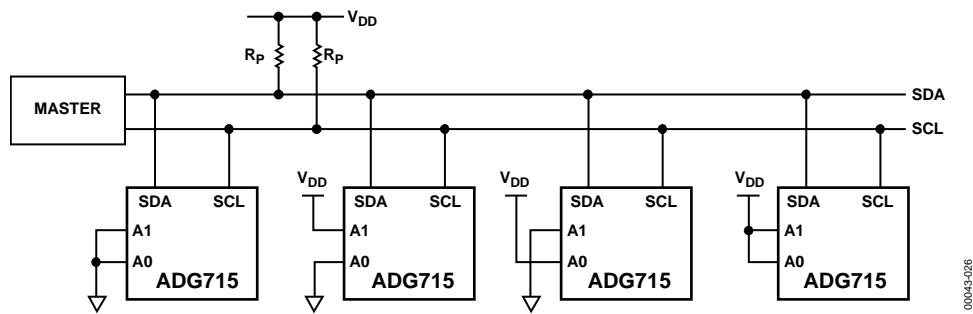 VDD
RP RP
MASTER
SDA
SCL
SDA SCL
A1
A0
ADG715
VDD
SDA SCL
A1
A0
ADG715
VDD
SDA SCL
A1
A0
ADG715
VDD
SDA SCL
A1
A0
ADG715
00043-026